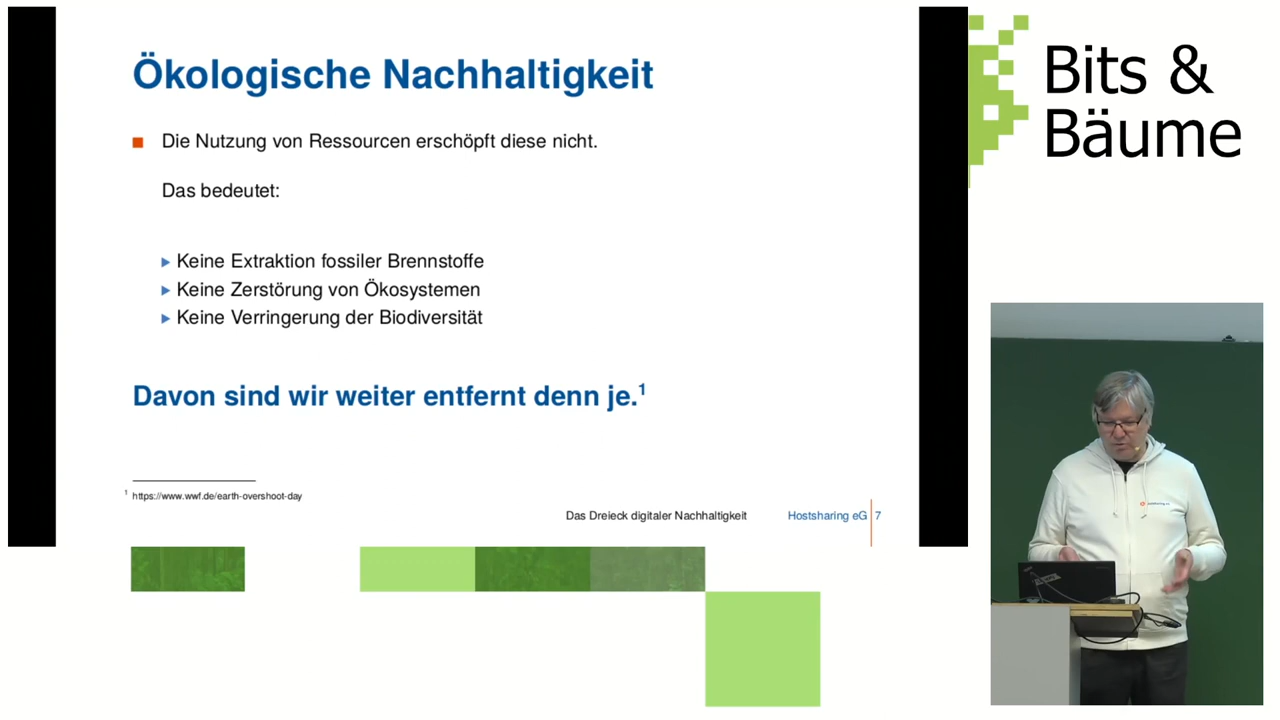 Ökologische Nachhaltigkeit
Die Nutzung von Ressourcen erschöpft diese nicht.
Das bedeutet:
Keine Extraktion fossiler Brennstoffe
Keine Zerstörung von Ökosystemen
Keine Verringerung der Biodiversität
Davon sind wir weiter entfernt denn je.¹
¹ https://www.wwf.de/earth-overshoot-day
Das Dreieck digitaler Nachhaltigkeit Hostsharing eG 7
Bits &
Bäume